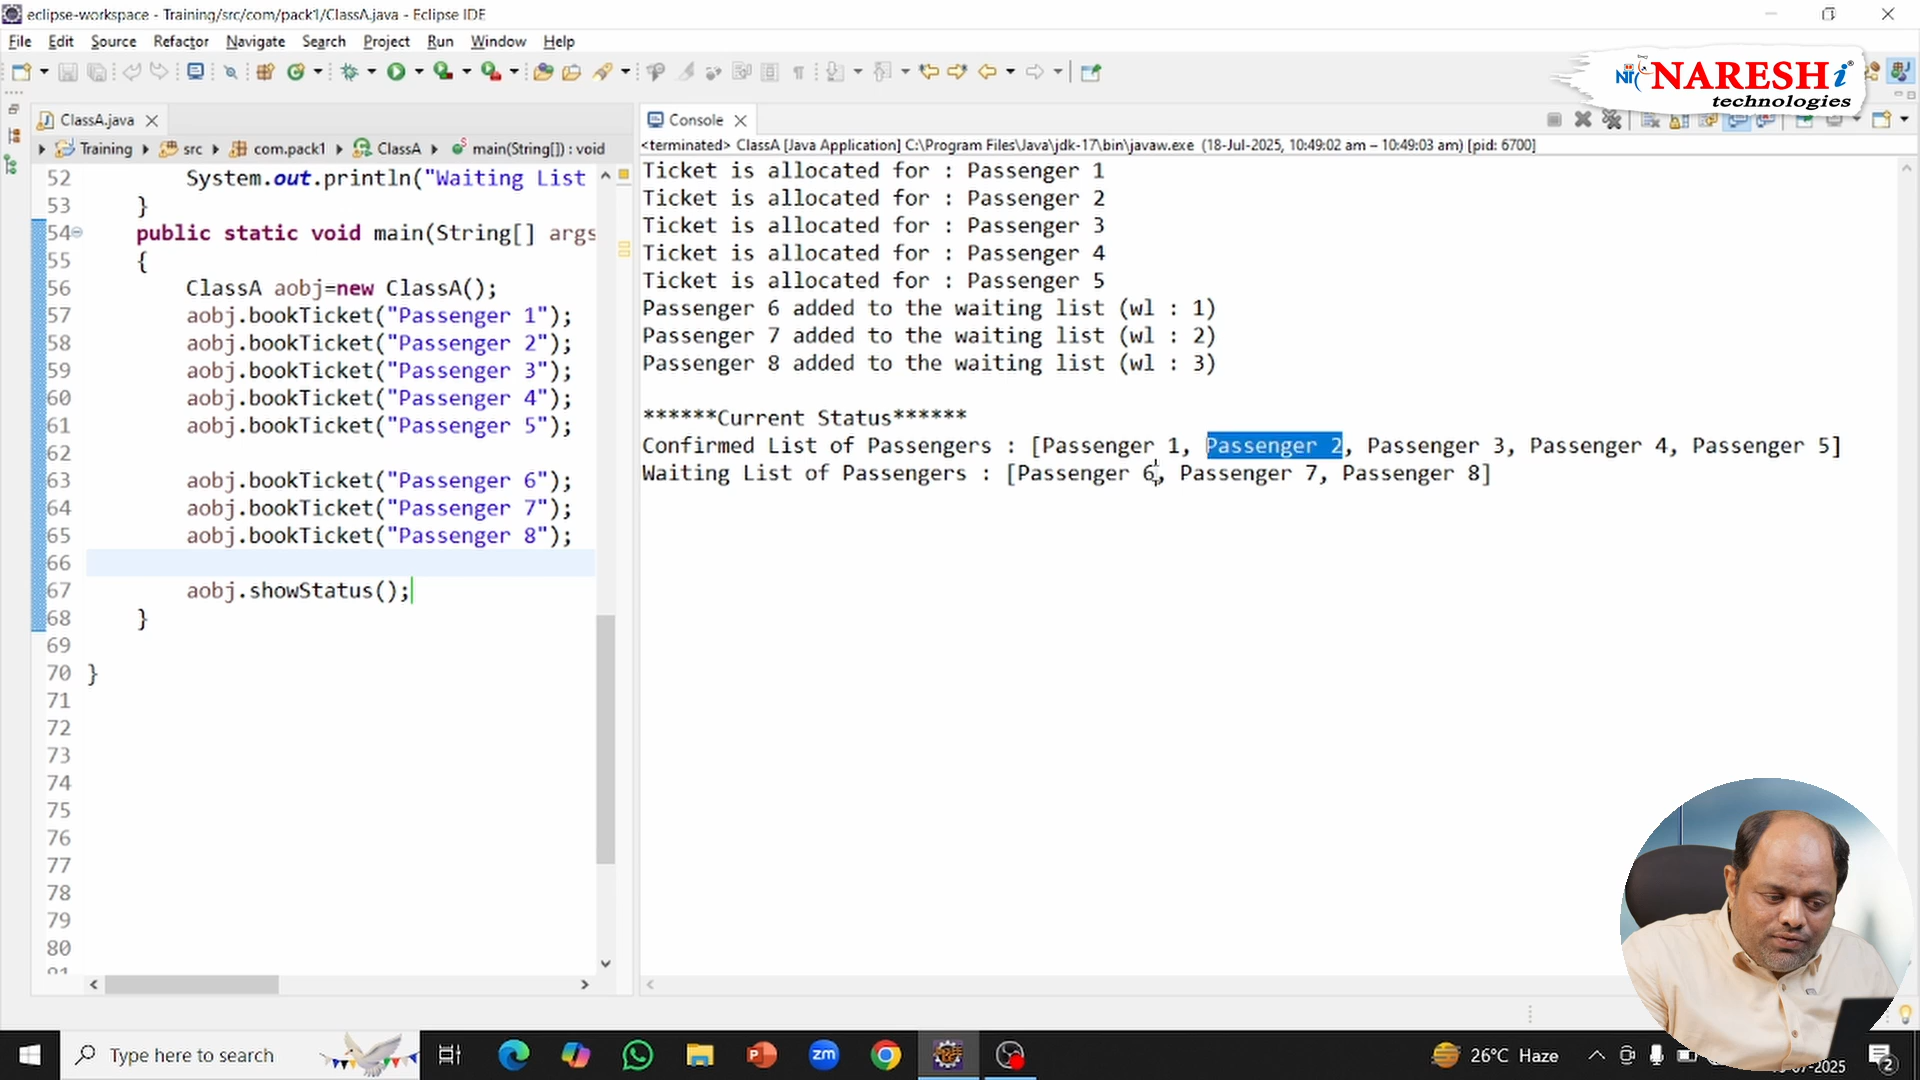 eclipse-workspace - Training/src/com/pack1/ClassA.java - Eclipse IDE
File Edit Source Refactor Navigate Search Project Run Window Help
NARESHi
technologies
ClassA.java
Console
Training src com.pack1 ClassA main(String[]) : void
<terminated> ClassA [Java Application] C:\Program Files\Java\jdk-17\bin\javaw.exe (18-Jul-2025, 10:49:02 am – 10:49:03 am) [pid: 6700]
52 System.out.println("Waiting List
53 }
54 public static void main(String[] args
55 {
56 ClassA aobj=new ClassA();
57 aobj.bookTicket("Passenger 1");
58 aobj.bookTicket("Passenger 2");
59 aobj.bookTicket("Passenger 3");
60 aobj.bookTicket("Passenger 4");
61 aobj.bookTicket("Passenger 5");
62
63 aobj.bookTicket("Passenger 6");
64 aobj.bookTicket("Passenger 7");
65 aobj.bookTicket("Passenger 8");
66
67 aobj.showStatus();
68 }
69
70 }
71
72
73
74
75
76
77
78
79
80
Ticket is allocated for : Passenger 1
Ticket is allocated for : Passenger 2
Ticket is allocated for : Passenger 3
Ticket is allocated for : Passenger 4
Ticket is allocated for : Passenger 5
Passenger 6 added to the waiting list (wl : 1)
Passenger 7 added to the waiting list (wl : 2)
Passenger 8 added to the waiting list (wl : 3)
******Current Status******
Confirmed List of Passengers : [Passenger 1, Passenger 2, Passenger 3, Passenger 4, Passenger 5]
Waiting List of Passengers : [Passenger 6, Passenger 7, Passenger 8]
Type here to search
zm
26°C Haze
2